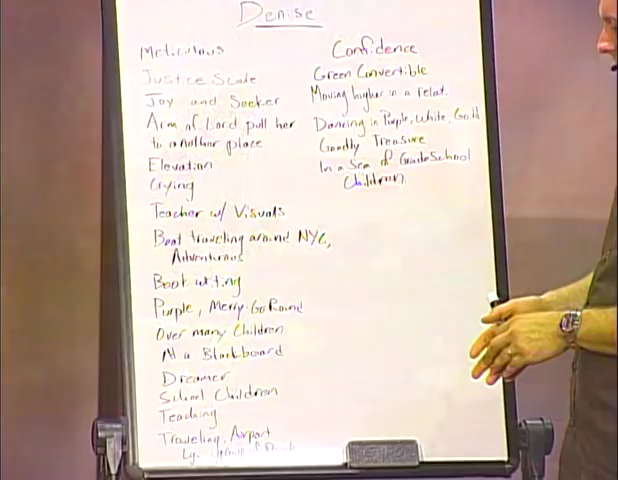 Denise
Meticulous
Justice Scale
Joy and Seeker
Arm of Lord pull her
to another place
Elevation
Crying
Teacher w/ Visuals
Boat traveling around NYC,
Adventurous
Book writing
Purple, Merry-Go Round
Over many Children
At a Blackboard
Dreamer
School Children
Teaching
Traveling, Airport
Lg.
Confidence
Green Convertible
Moving higher in a relat.
Dancing in Purple, White, Gold
Goodly Treasure
In a Sea of GradeSchool
Children